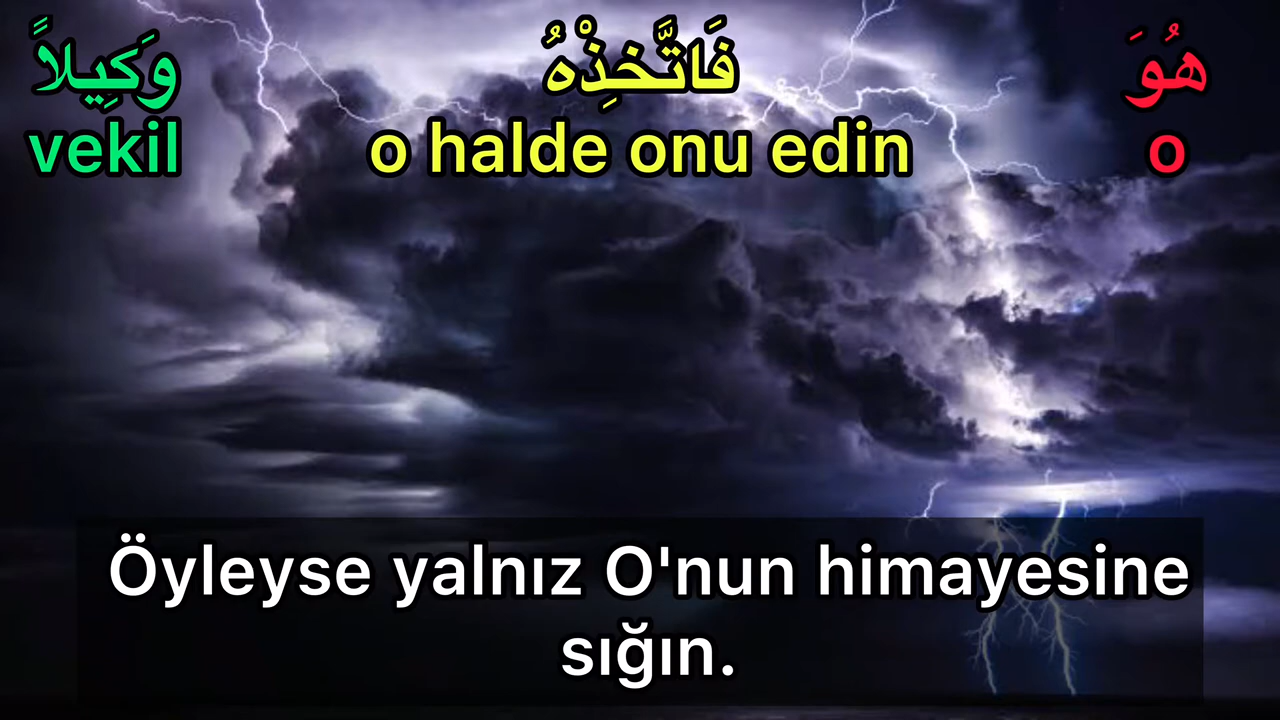 هُوَ فَاتَّخِذْهُ وَكِيلاً
o o halde onu edin vekil
Öyleyse yalnız O'nun himayesine
sığın.